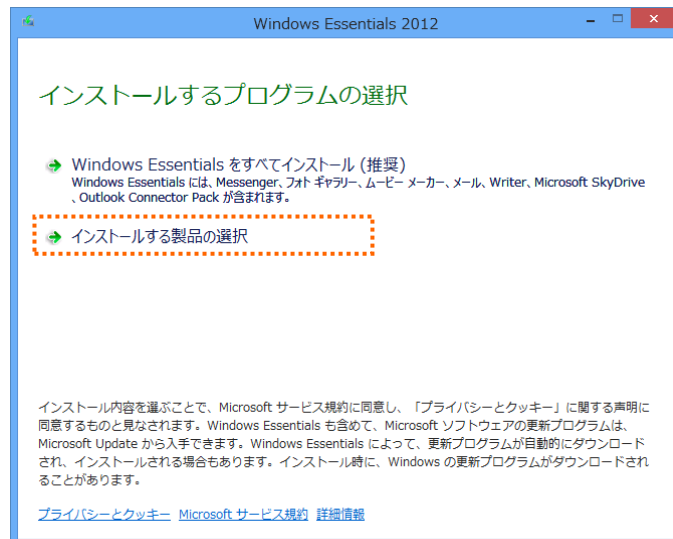 Windows Essentials 2012
インストールするプログラムの選択
Windows Essentials をすべてインストール (推奨)
Windows Essentials には、Messenger、フォト ギャラリー、ムービー メーカー、メール、Writer、Microsoft SkyDrive
、Outlook Connector Pack が含まれます。
インストールする製品の選択
インストール内容を選ぶことで、Microsoft サービス規約に同意し、「プライバシーとクッキー」に関する声明に
同意するものと見なされます。Windows Essentials も含めて、Microsoft ソフトウェアの更新プログラムは、
Microsoft Update から入手できます。Windows Essentials によって、更新プログラムが自動的にダウンロード
され、インストールされる場合もあります。インストール時に、Windows の更新プログラムがダウンロードされ
ることがあります。
プライバシーとクッキー Microsoft サービス規約 詳細情報